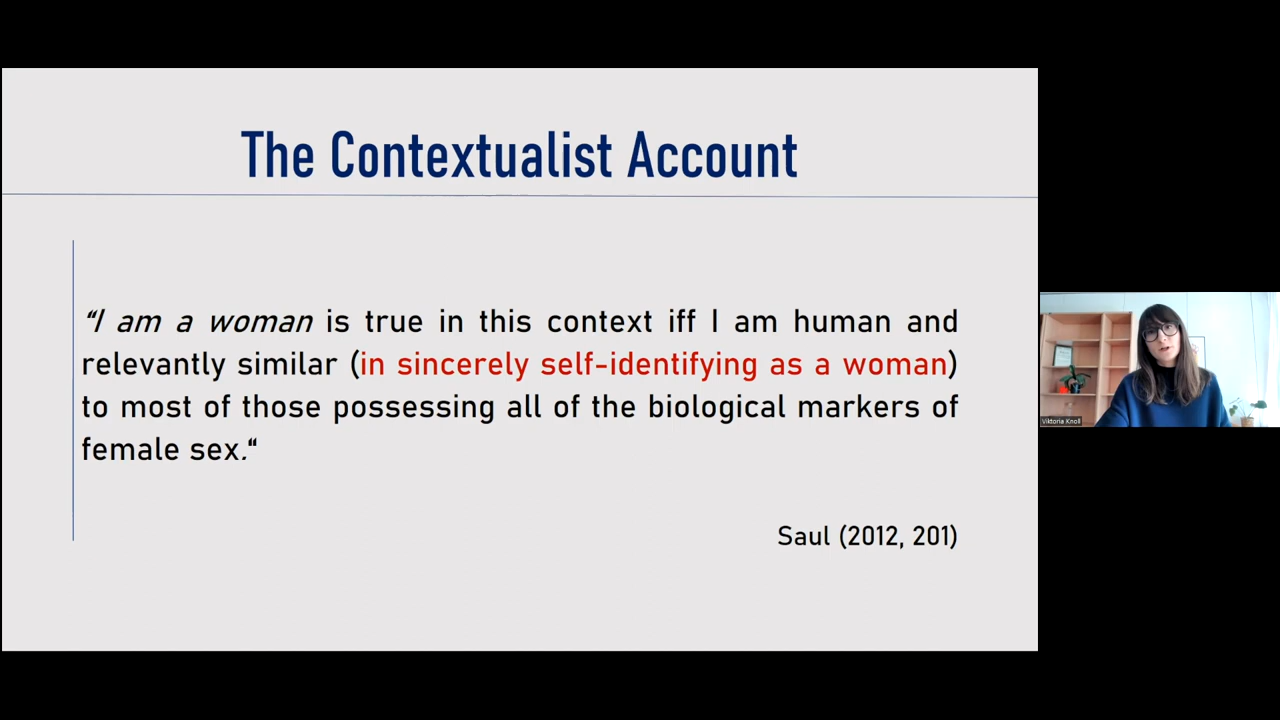 The Contextualist Account
“I am a woman is true in this context iff I am human and
relevantly similar (in sincerely self-identifying as a woman)
to most of those possessing all of the biological markers of
female sex.“
Saul (2012, 201)
Viktoria Knoll